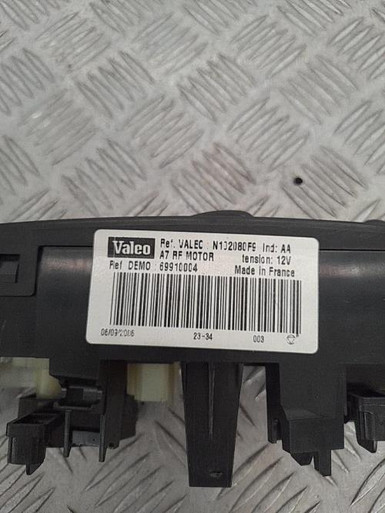 Valeo Ref. VALEO : N102080F9 Ind: AA
A7 RF MOTOR tension: 12V
Ref DEMO : 69910004 Made in France
23-34 003